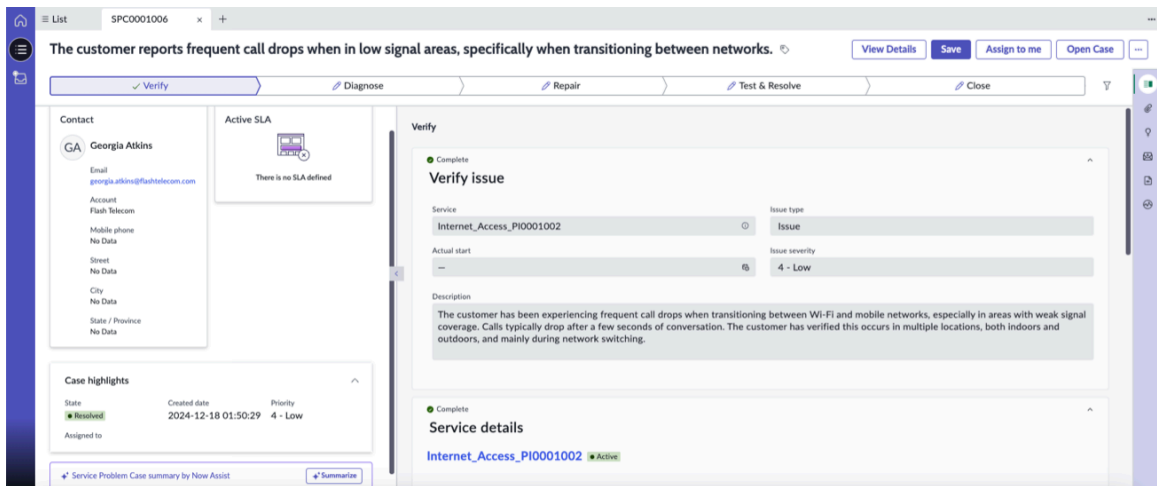 List
SPC0001006
The customer reports frequent call drops when in low signal areas, specifically when transitioning between networks.
View Details
Save
Assign to me
Open Case
Verify
Diagnose
Repair
Test & Resolve
Close
Contact
GA
Georgia Atkins
Email
georgia.atkins@flashtelecom.com
Account
Flash Telecom
Mobile phone
No Data
Street
No Data
City
No Data
State / Province
No Data
Active SLA
There is no SLA defined
Case highlights
State
Resolved
Created date
2024-12-18 01:50:29
Priority
4 - Low
Assigned to
Service Problem Case summary by Now Assist
Summarize
Verify
Complete
Verify issue
Service
Internet_Access_PI0001002
Issue type
Issue
Actual start
—
Issue severity
4 - Low
Description
The customer has been experiencing frequent call drops when transitioning between Wi-Fi and mobile networks, especially in areas with weak signal
coverage. Calls typically drop after a few seconds of conversation. The customer has verified this occurs in multiple locations, both indoors and
outdoors, and mainly during network switching.
Complete
Service details
Internet_Access_PI0001002
Active